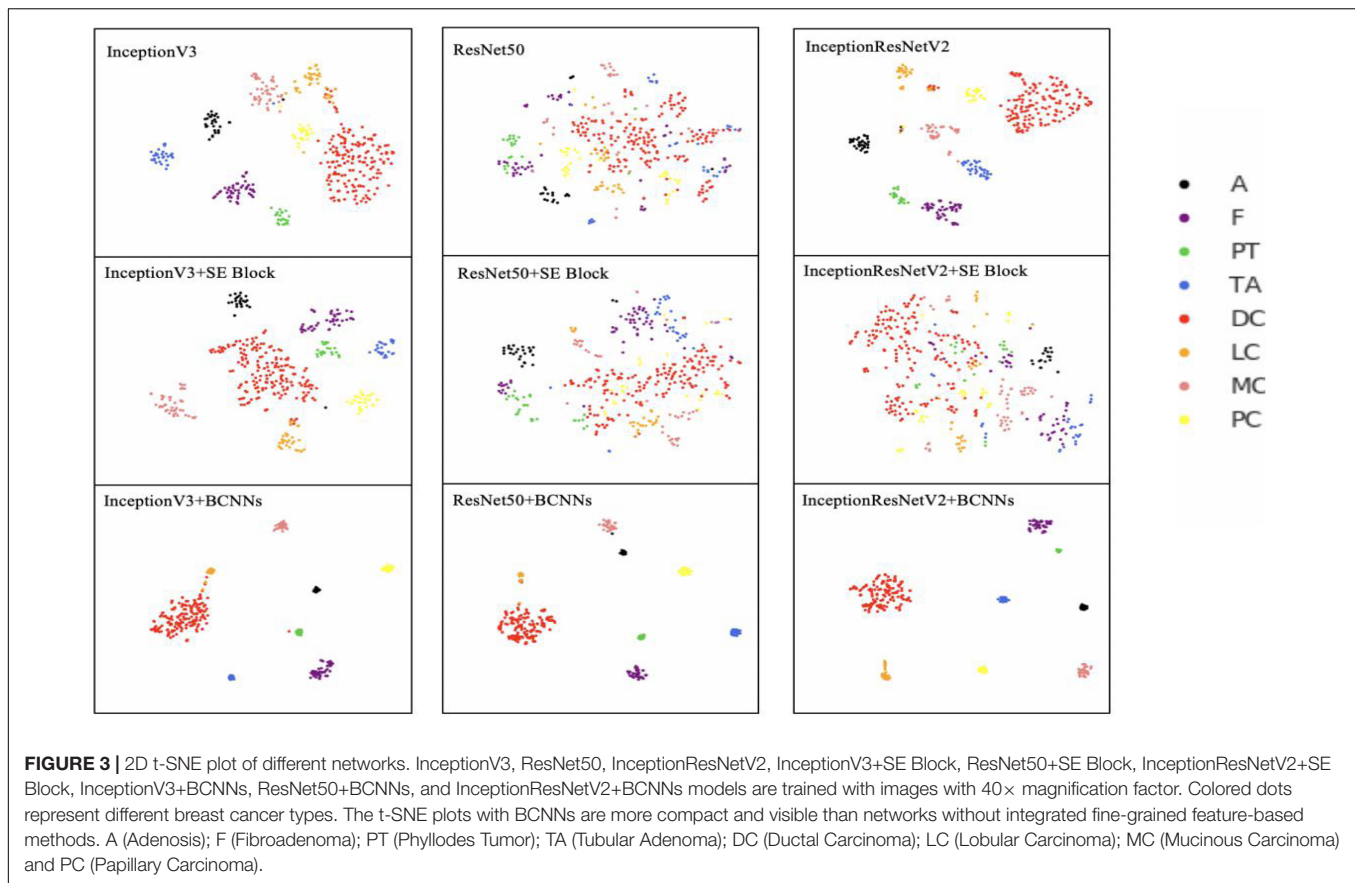 InceptionV3
ResNet50
InceptionResNetV2
InceptionV3+SE Block
ResNet50+SE Block
InceptionResNetV2+SE Block
InceptionV3+BCNNs
ResNet50+BCNNs
InceptionResNetV2+BCNNs
A
F
PT
TA
DC
LC
MC
PC
FIGURE 3 | 2D t-SNE plot of different networks. InceptionV3, ResNet50, InceptionResNetV2, InceptionV3+SE Block, ResNet50+SE Block, InceptionResNetV2+SE
Block, InceptionV3+BCNNs, ResNet50+BCNNs, and InceptionResNetV2+BCNNs models are trained with images with 40× magnification factor. Colored dots
represent different breast cancer types. The t-SNE plots with BCNNs are more compact and visible than networks without integrated fine-grained feature-based
methods. A (Adenosis); F (Fibroadenoma); PT (Phyllodes Tumor); TA (Tubular Adenoma); DC (Ductal Carcinoma); LC (Lobular Carcinoma); MC (Mucinous Carcinoma)
and PC (Papillary Carcinoma).